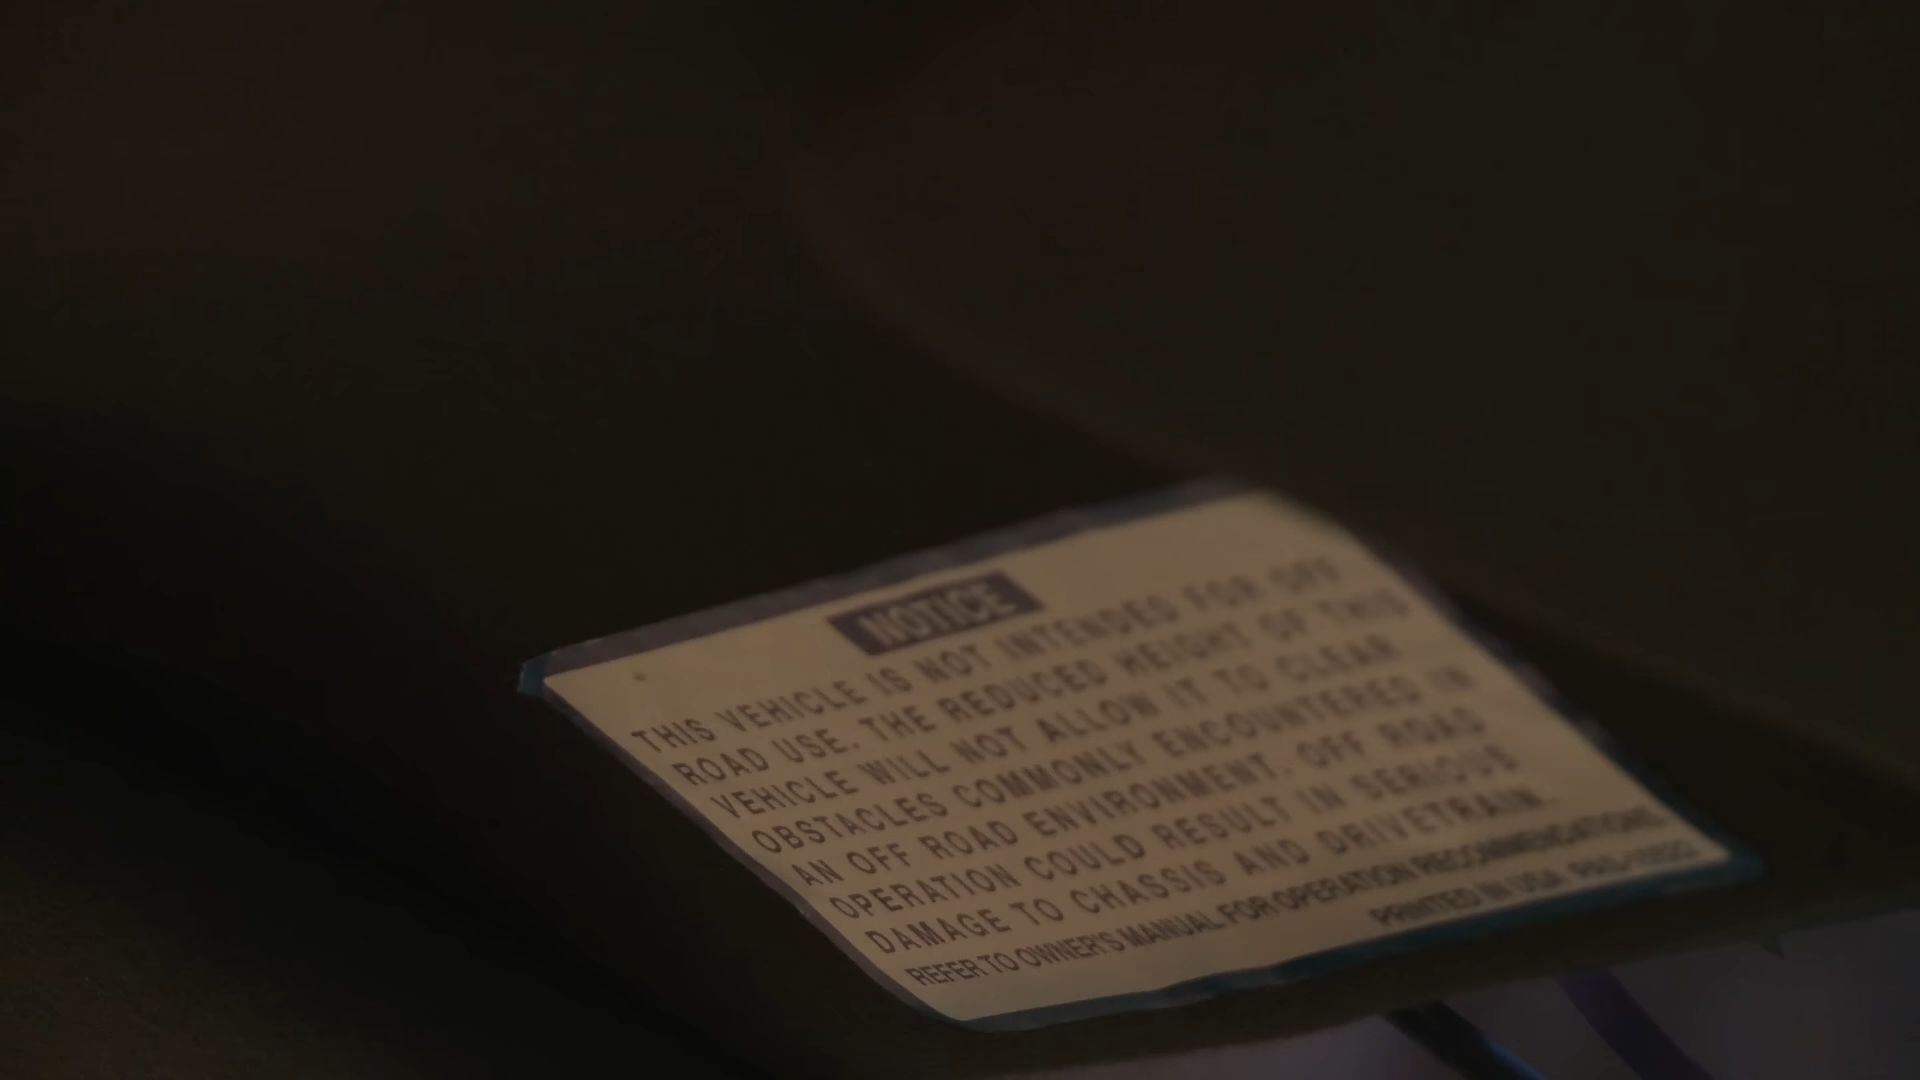 NOTICE
THIS VEHICLE IS NOT INTENDED FOR OFF
ROAD USE. THE REDUCED HEIGHT OF THIS
VEHICLE WILL NOT ALLOW IT TO CLEAR
OBSTACLES COMMONLY ENCOUNTERED IN
AN OFF ROAD ENVIRONMENT. OFF ROAD
OPERATION COULD RESULT IN SERIOUS
DAMAGE TO CHASSIS AND DRIVETRAIN.
REFER TO OWNER'S MANUAL FOR OPERATION RECOMMENDATIONS
PRINTED IN USA